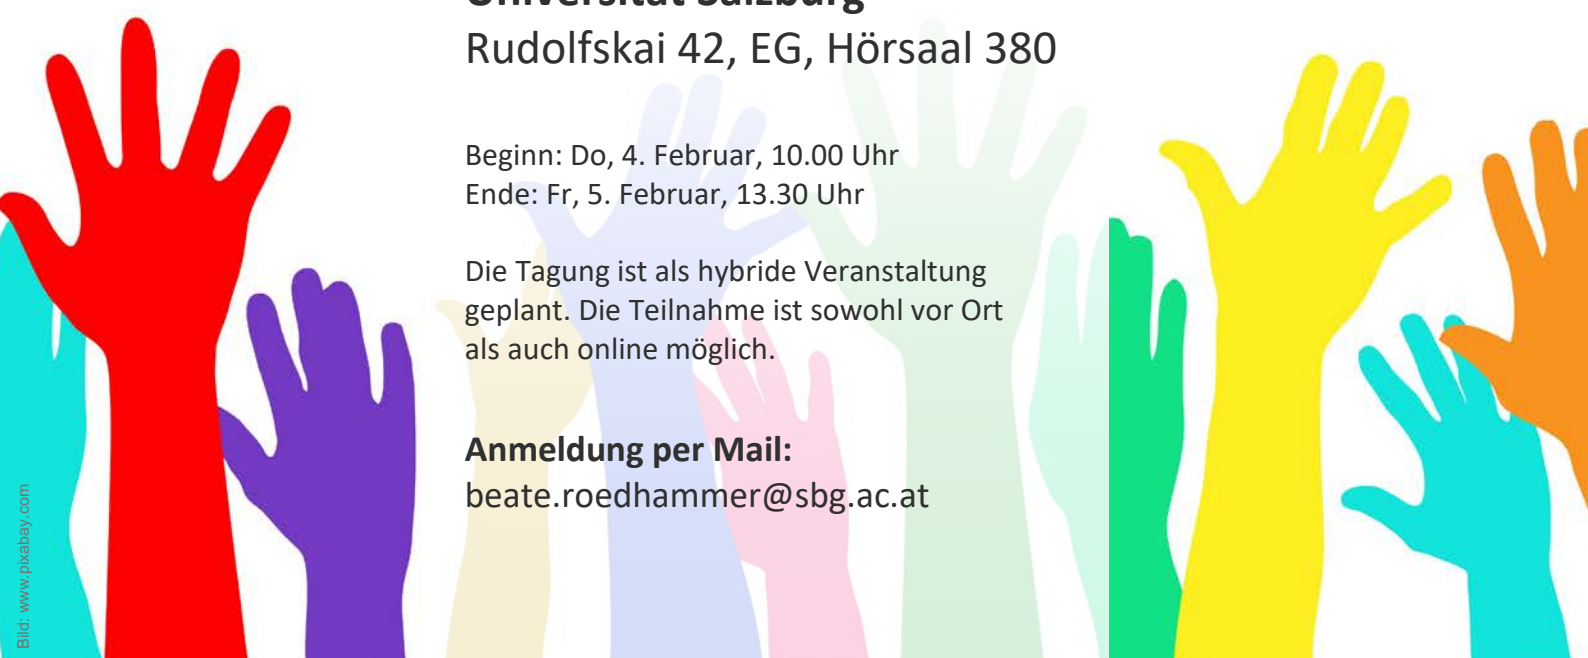 Universität Salzburg
Rudolfskai 42, EG, Hörsaal 380
Beginn: Do, 4. Februar, 10.00 Uhr
Ende: Fr, 5. Februar, 13.30 Uhr
Die Tagung ist als hybride Veranstaltung
geplant. Die Teilnahme ist sowohl vor Ort
als auch online möglich.
Anmeldung per Mail:
beate.roedhammer@sbg.ac.at
Bild: www.pixabay.com